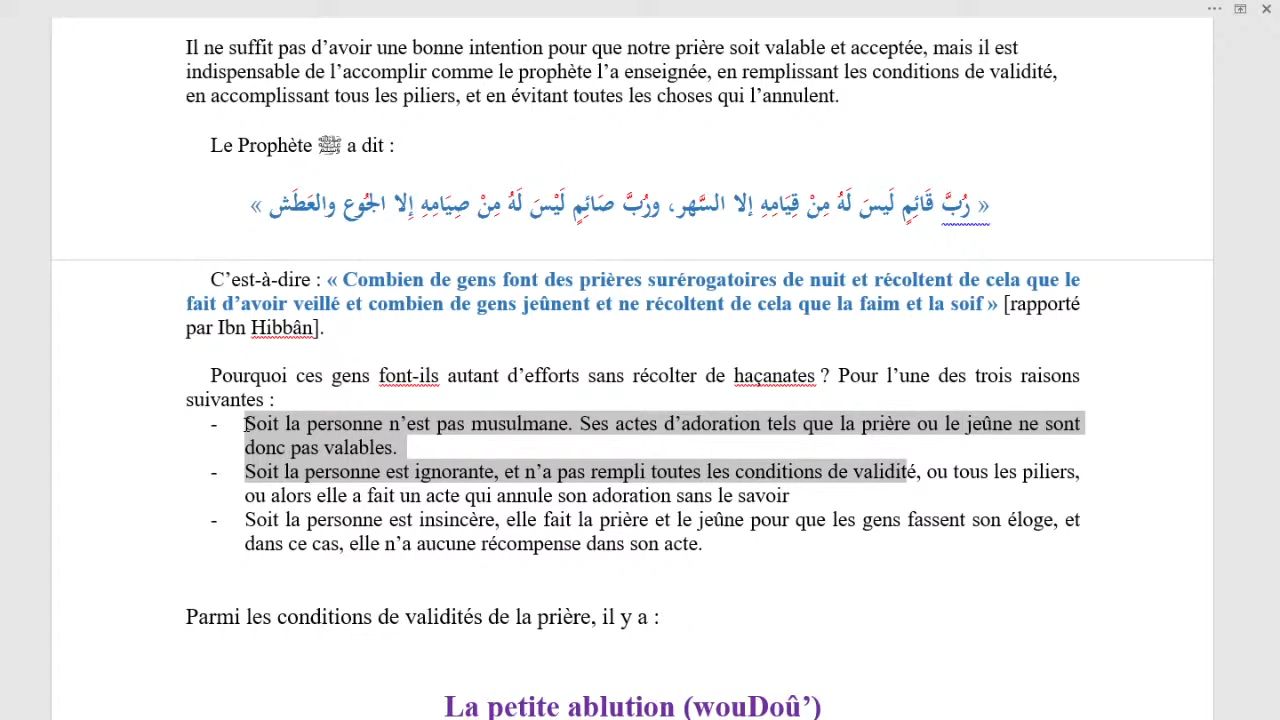 Il ne suffit pas d’avoir une bonne intention pour que notre prière soit valable et acceptée, mais il est
indispensable de l’accomplir comme le prophète l’a enseignée, en remplissant les conditions de validité,
en accomplissant tous les piliers, et en évitant toutes les choses qui l’annulent.
Le Prophète ﷺ a dit :
« رُبَّ قَائِمٍ لَيسَ لَهُ مِنْ قِيَامِهِ إلا السَّهر، ورُبَّ صَائِمٍ لَيْسَ لَهُ مِنْ صِيَامِهِ إِلا الجُوع والعَطَش »
C’est-à-dire : « Combien de gens font des prières surérogatoires de nuit et récoltent de cela que le
fait d’avoir veillé et combien de gens jeûnent et ne récoltent de cela que la faim et la soif » [rapporté
par Ibn Hibbân].
Pourquoi ces gens font-ils autant d’efforts sans récolter de haçanates ? Pour l’une des trois raisons
suivantes :
- Soit la personne n’est pas musulmane. Ses actes d’adoration tels que la prière ou le jeûne ne sont
donc pas valables.
- Soit la personne est ignorante, et n’a pas rempli toutes les conditions de validité, ou tous les piliers,
ou alors elle a fait un acte qui annule son adoration sans le savoir
- Soit la personne est insincère, elle fait la prière et le jeûne pour que les gens fassent son éloge, et
dans ce cas, elle n’a aucune récompense dans son acte.
Parmi les conditions de validités de la prière, il y a :
La petite ablution (wouDoû’)